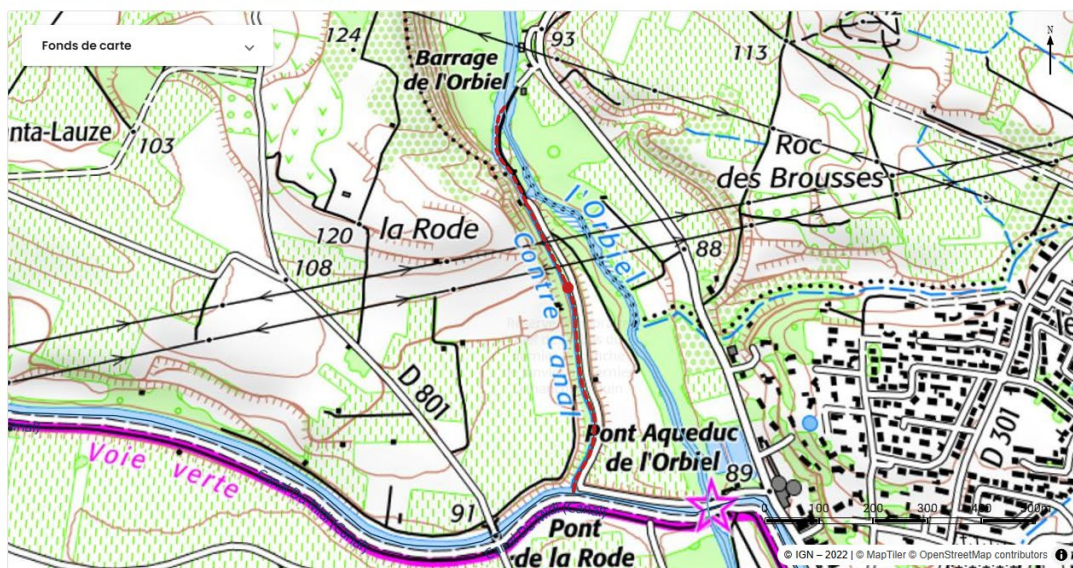 Fonds de carte
124
Barrage
de l'Orbiel
93
113
N
nta-Lauze
103
Roc
des Brousses
l'Orbiel
120
la Rode
88
108
Contre Canal
D 801
Pont Aqueduc
de l'Orbiel
D 301
Voie verte
89
91
Pont
de la Rode
0
100
200
300
400
500m
© IGN – 2022 | © MapTiler © OpenStreetMap contributors